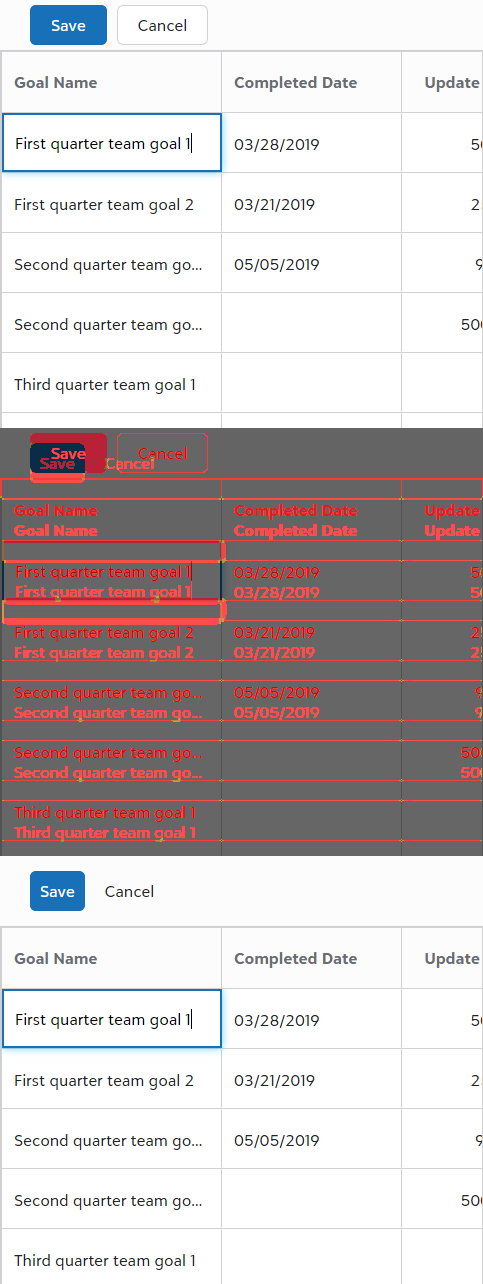 Save Cancel
Goal Name Completed Date Update
First quarter team goal 1 03/28/2019 50
First quarter team goal 2 03/21/2019 2
Second quarter team go... 05/05/2019 9
Second quarter team go... 500
Third quarter team goal 1
Save Cancel
Save Cancel
Goal Name Completed Date Update
Goal Name Completed Date Update
First quarter team goal 1 03/28/2019 50
First quarter team goal 1 03/28/2019 50
First quarter team goal 2 03/21/2019 25
First quarter team goal 2 03/21/2019 25
Second quarter team go... 05/05/2019 9
Second quarter team go... 05/05/2019 9
Second quarter team go... 500
Second quarter team go... 500
Third quarter team goal 1
Third quarter team goal 1
Save Cancel
Goal Name Completed Date Update
First quarter team goal 1 03/28/2019 50
First quarter team goal 2 03/21/2019 2
Second quarter team go... 05/05/2019 9
Second quarter team go... 500
Third quarter team goal 1